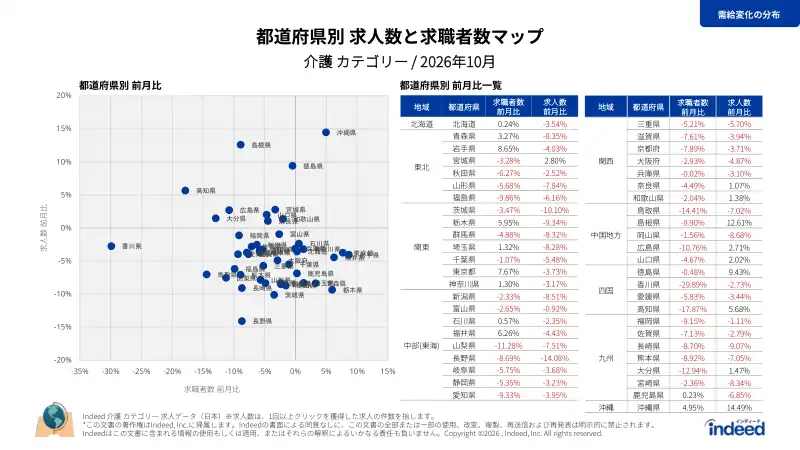 需給変化の分布
都道府県別 求人数と求職者数マップ
介護 カテゴリー / 2026年10月
都道府県別 前月比
20%
15%
10%
5%
0%
-5%
-10%
-15%
-20%
-35%
-25%
-15%
-5%
5%
15%
求人数 前月比
求職者数 前月比
沖縄県
島根県
徳島県
高知県
広島県
宮城県
大分県
福岡県
富山県
石川県
香川県
千葉県
鹿児島県
長崎県
茨城県
栃木県
長野県
都道府県別 前月比一覧
地域 都道府県 求職者数 前月比 求人数 前月比
北海道 北海道 0.24% -3.54%
東北 青森県 3.27% -8.35%
岩手県 8.65% -4.03%
宮城県 -3.28% 2.80%
秋田県 -6.27% -2.52%
山形県 -5.68% -7.84%
福島県 -9.86% -6.16%
関東 茨城県 -3.47% -10.10%
栃木県 5.95% -9.34%
群馬県 -4.88% -8.32%
埼玉県 1.32% -8.28%
千葉県 -1.07% -5.48%
東京都 7.67% -3.73%
神奈川県 1.30% -3.17%
中部(東海) 新潟県 -2.33% -8.51%
富山県 -2.65% -0.92%
石川県 0.57% -2.35%
福井県 6.26% -4.43%
山梨県 -11.28% -7.51%
長野県 -8.69% -14.08%
岐阜県 -5.75% -3.68%
静岡県 -5.35% -3.23%
愛知県 -9.33% -3.95%
地域 都道府県 求職者数 前月比 求人数 前月比
関西 三重県 -5.21% -5.70%
滋賀県 -7.61% -3.94%
京都府 -7.89% -3.71%
大阪府 -2.93% -4.87%
兵庫県 -0.02% -3.10%
奈良県 -4.49% 1.07%
和歌山県 -2.04% 1.38%
中国地方 鳥取県 -14.41% -7.02%
島根県 -8.90% 12.61%
岡山県 -1.56% -8.68%
広島県 -10.76% 2.71%
山口県 -4.67% 2.02%
四国 徳島県 -0.48% 9.43%
香川県 -29.89% -2.73%
愛媛県 -5.83% -3.44%
高知県 -17.87% 5.68%
九州 福岡県 -9.15% -1.11%
佐賀県 -7.13% -2.79%
長崎県 -8.70% -9.07%
熊本県 -8.92% -7.05%
大分県 -12.94% 1.47%
宮崎県 -2.36% -8.34%
鹿児島県 0.23% -6.85%
沖縄 沖縄県 4.95% 14.49%
Indeed 介護 カテゴリー 求人データ（日本）※求人数は、1回以上クリックを獲得した求人の件数を指します。
*この文書の著作権はIndeed, Inc.に帰属します。Indeedの書面による同意なしに、この文書の全部または一部の使用、改変、複製、再送信および再発表は明示的に禁止されます。
Indeedはこの文書に含まれる情報の使用もしくは適用、またはそれらの解釈によるいかなる責任も負いません。Copyright ©2026 , Indeed, Inc. All rights reserved.
インディード
indeed